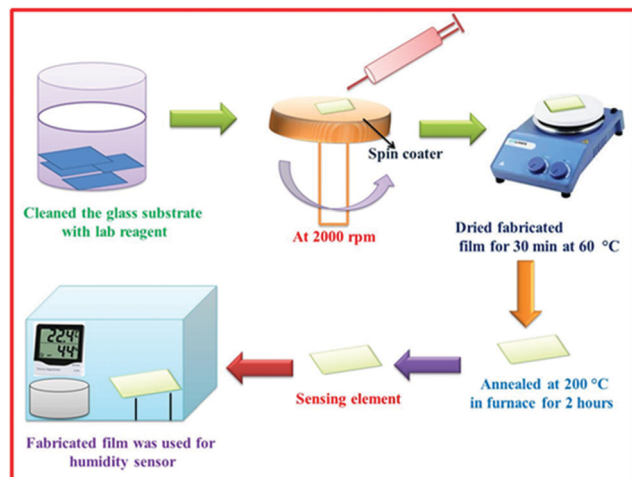 Spin coater
Cleaned the glass substrate
with lab reagent
At 2000 rpm
Dried fabricated
film for 30 min at 60 °C
22.4
44
Sensing element
Annealed at 200 °C
in furnace for 2 hours
Fabricated film was used for
humidity sensor